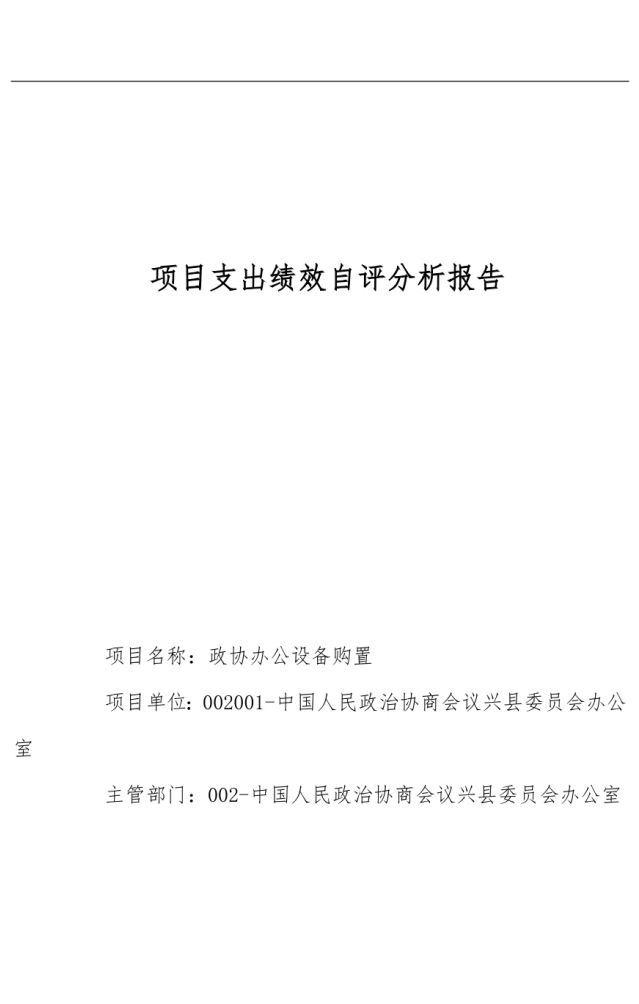 项目支出绩效自评分析报告
项目名称：政协办公设备购置
项目单位：002001-中国人民政治协商会议兴县委员会办公
室
主管部门：002-中国人民政治协商会议兴县委员会办公室